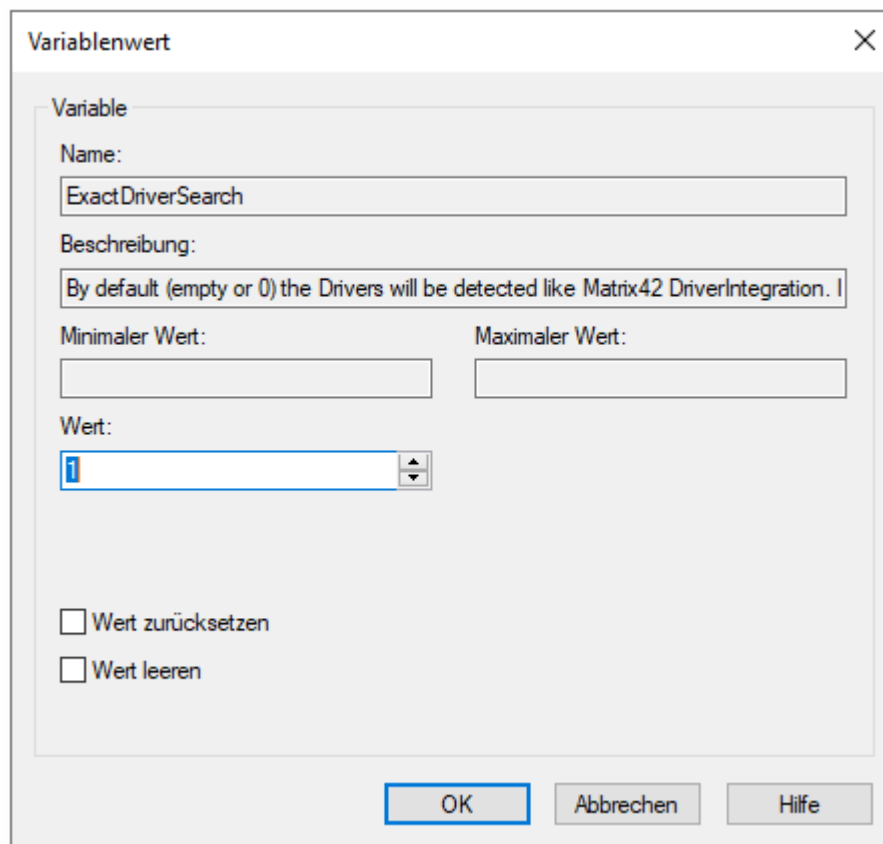 Variablenwert
Variable
Name:
ExactDriverSearch
Beschreibung:
By default (empty or 0) the Drivers will be detected like Matrix42 DriverIntegration. I
Minimaler Wert:
Maximaler Wert:
Wert:
1
Wert zurücksetzen
Wert leeren
OK
Abbrechen
Hilfe